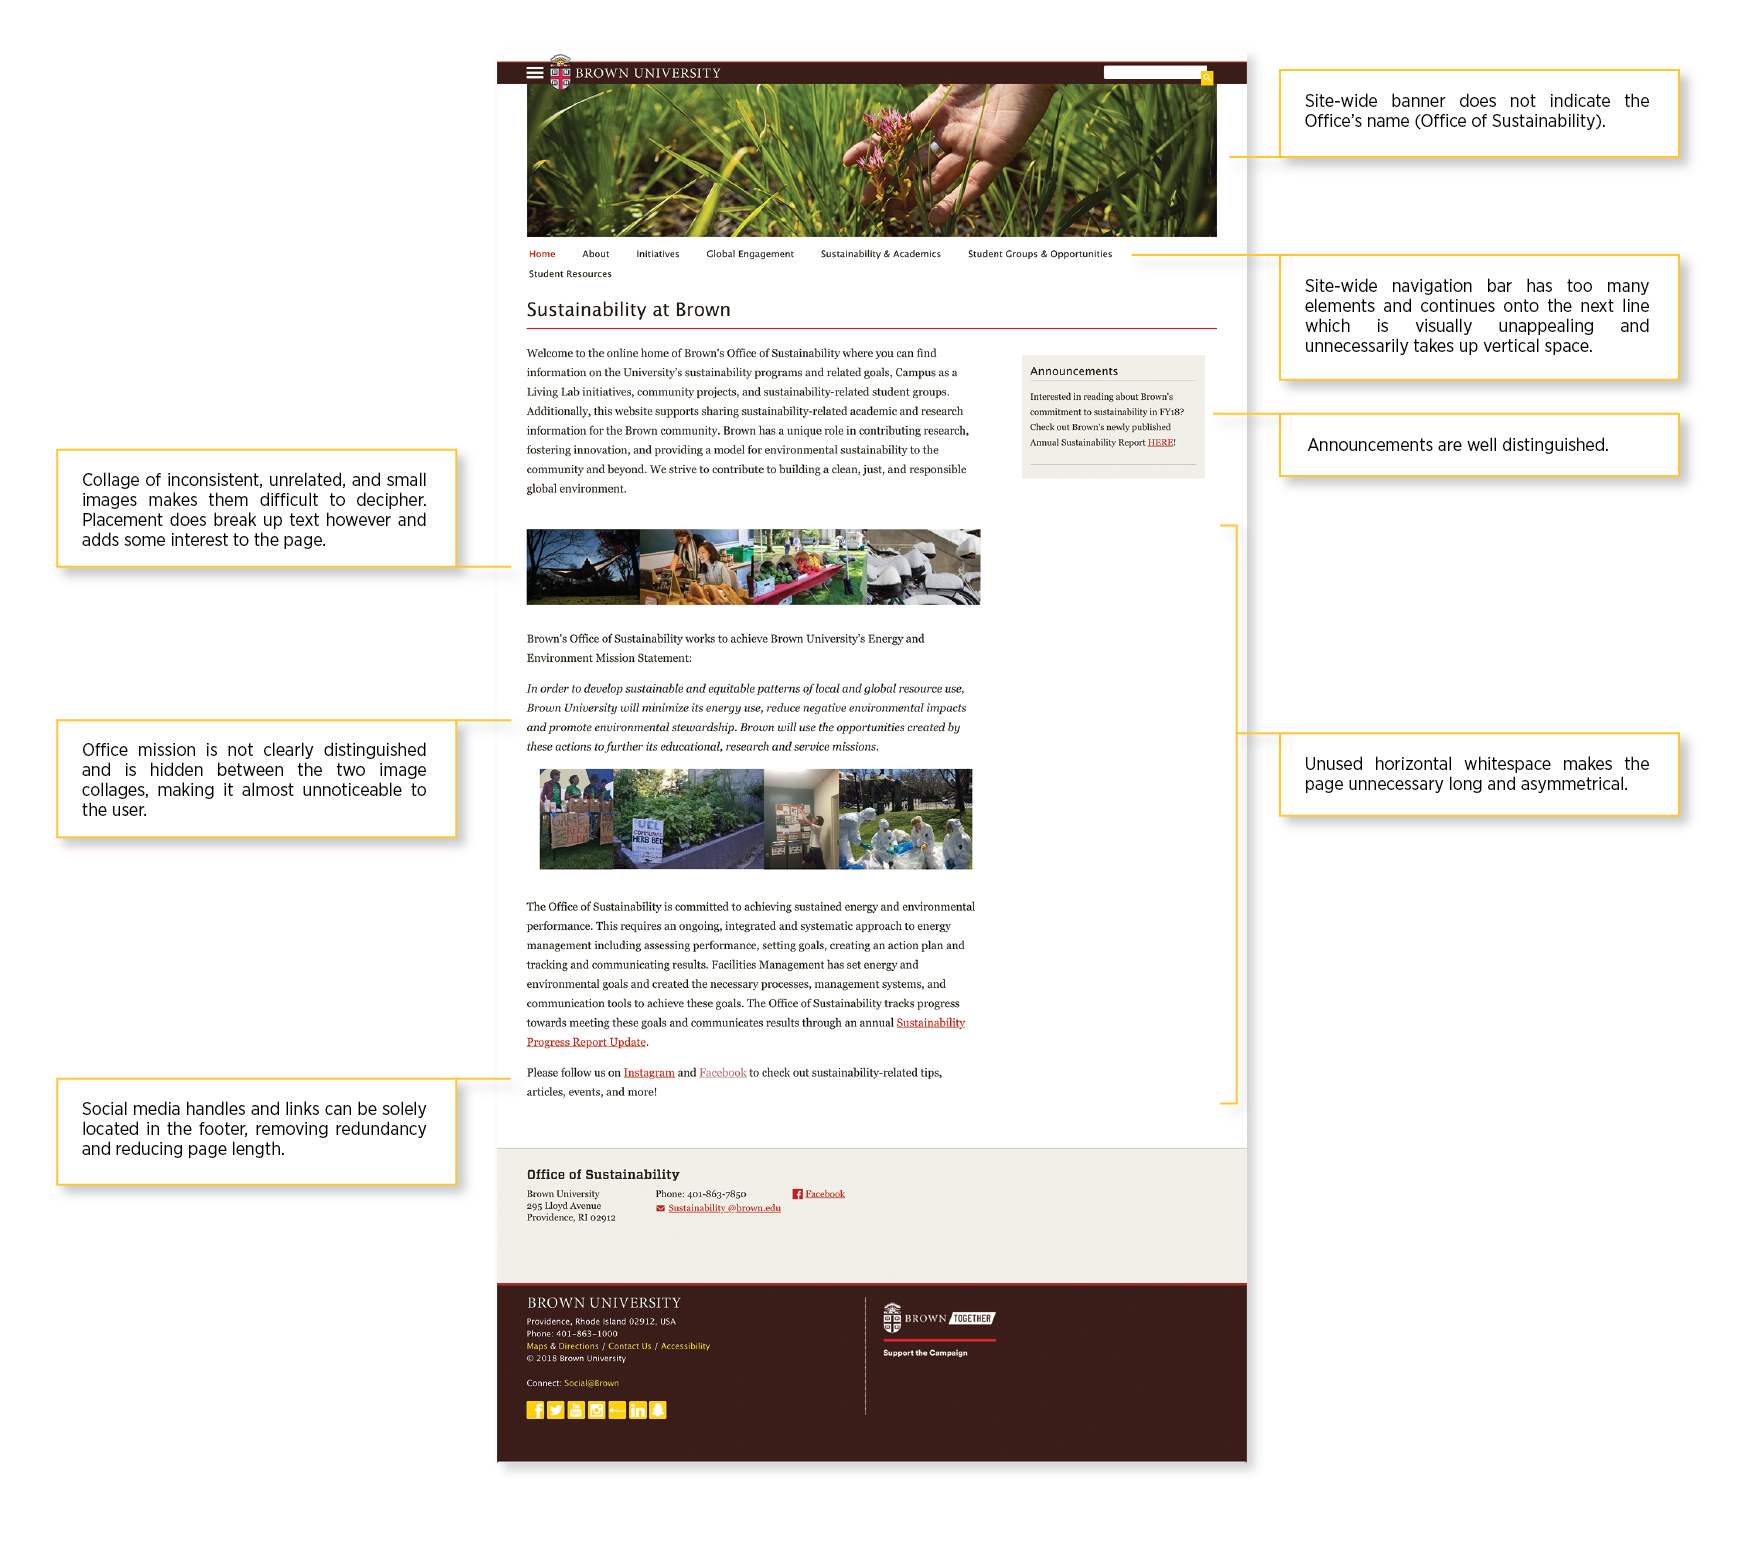 BROWN UNIVERSITY
Site-wide banner does not indicate the
Office's name (Office of Sustainability).
Home About Initiatives Global Engagement Sustainability & Academics Student Groups & Opportunities
Student Resources
Site-wide navigation bar has too many
elements and continues onto the next line
which is visually unappealing and
unnecessarily takes up vertical space.
Sustainability at Brown
Welcome to the online home of Brown's Office of Sustainability where you can find
information on the University's sustainability programs and related goals, Campus as a
Living Lab initiatives, community projects, and sustainability-related student groups.
Additionally, this website supports sharing sustainability-related academic and research
information for the Brown community. Brown has a unique role in contributing research,
fostering innovation, and providing a model for environmental sustainability to the
community and beyond. We strive to contribute to building a clean, just, and responsible
global environment.
Announcements
Interested in reading about Brown's
commitment to sustainability in FY18?
Check out Brown's newly published
Annual Sustainability Report HERE!
Announcements are well distinguished.
Collage of inconsistent, unrelated, and small
images makes them difficult to decipher.
Placement does break up text however and
adds some interest to the page.
Brown's Office of Sustainability works to achieve Brown University's Energy and
Environment Mission Statement:
In order to develop sustainable and equitable patterns of local and global resource use,
Brown University will minimize its energy use, reduce negative environmental impacts
and promote environmental stewardship. Brown will use the opportunities created by
these actions to further its educational, research and service missions.
Office mission is not clearly distinguished
and is hidden between the two image
collages, making it almost unnoticeable to
the user.
Unused horizontal whitespace makes the
page unnecessary long and asymmetrical.
UEL
CONSUMABLE
HERB BED
The Office of Sustainability is committed to achieving sustained energy and environmental
performance. This requires an ongoing, integrated and systematic approach to energy
management including assessing performance, setting goals, creating an action plan and
tracking and communicating results. Facilities Management has set energy and
environmental goals and created the necessary processes, management systems, and
communication tools to achieve these goals. The Office of Sustainability tracks progress
towards meeting these goals and communicates results through an annual Sustainability
Progress Report Update.
Please follow us on Instagram and Facebook to check out sustainability-related tips,
articles, events, and more!
Social media handles and links can be solely
located in the footer, removing redundancy
and reducing page length.
Office of Sustainability
Brown University
295 Lloyd Avenue
Providence, RI 02912
Phone: 401-863-7850
Sustainability @brown.edu
Facebook
BROWN UNIVERSITY
Providence, Rhode Island 02912, USA
Phone: 401-863-1000
Maps & Directions / Contact Us / Accessibility
© 2018 Brown University
Connect: Social@Brown
BROWN TOGETHER
Support the Campaign